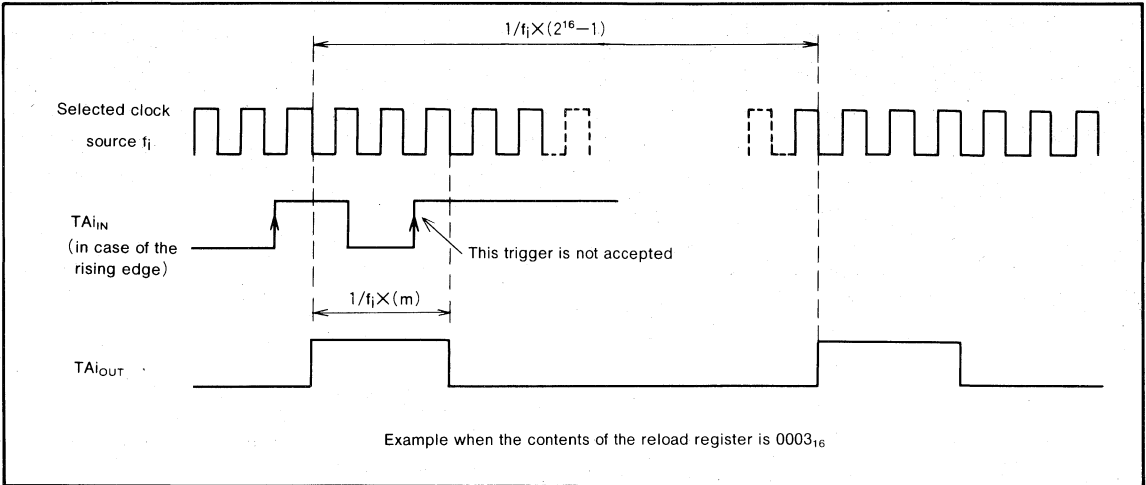 1/fᵢ×(2¹⁶−1)
Selected clock
source fᵢ
TAiIN
(in case of the
rising edge)
This trigger is not accepted
1/fᵢ×(m)
TAiOUT
Example when the contents of the reload register is 0003₁₆